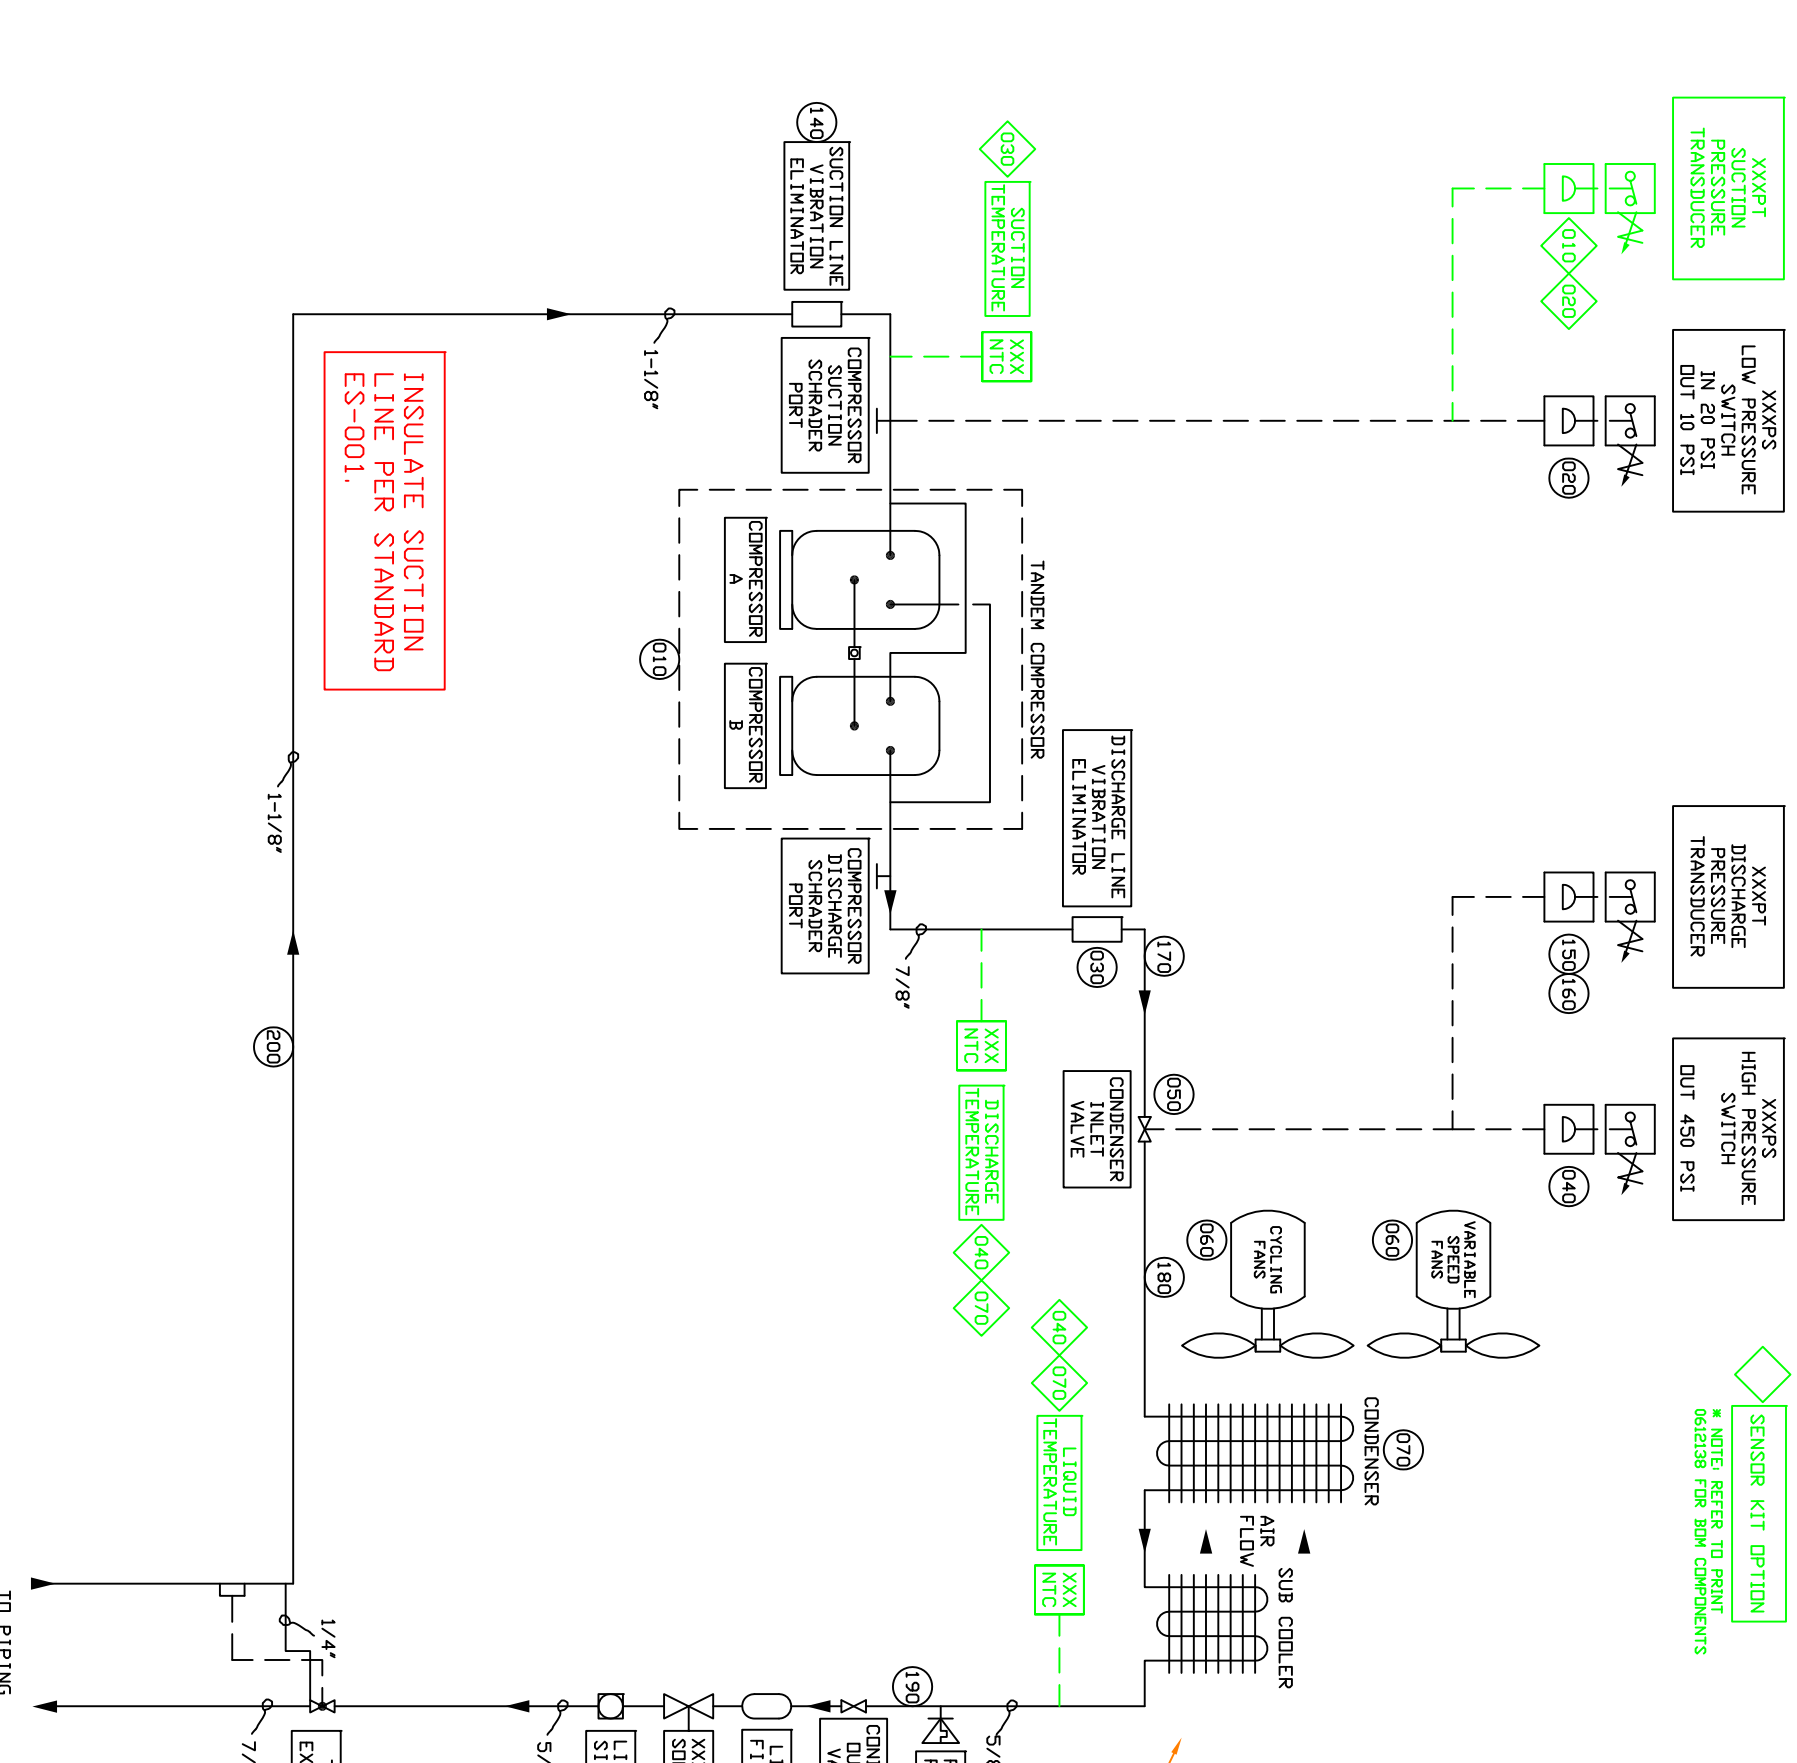 XXXPT
SUCTION
PRESSURE
TRANSDUCER
010
020
XXXPS
LOW PRESSURE
SWITCH
IN 20 PSI
OUT 10 PSI
020
XXXPT
DISCHARGE
PRESSURE
TRANSDUCER
150
160
XXXPS
HIGH PRESSURE
SWITCH
OUT 450 PSI
040
SENSOR KIT OPTION
* NOTE: REFER TO PRINT
0612138 FOR BOM COMPONENTS
VARIABLE
SPEED
FANS
060
CYCLING
FANS
060
CONDENSER
070
AIR
FLOW
SUB COOLER
030
SUCTION
TEMPERATURE
XXX
NTC
140
SUCTION LINE
VIBRATION
ELIMINATOR
COMPRESSOR
SUCTION
SCHRADER
PORT
TANDEM COMPRESSOR
COMPRESSOR
A
COMPRESSOR
B
010
DISCHARGE LINE
VIBRATION
ELIMINATOR
030
170
COMPRESSOR
DISCHARGE
SCHRADER
PORT
7/8"
XXX
NTC
DISCHARGE
TEMPERATURE
040
070
050
CONDENSER
INLET
VALVE
180
040
070
LIQUID
TEMPERATURE
XXX
NTC
1-1/8"
INSULATE SUCTION
LINE PER STANDARD
ES-001.
1-1/8"
200
190
1/4"
TO PIPING